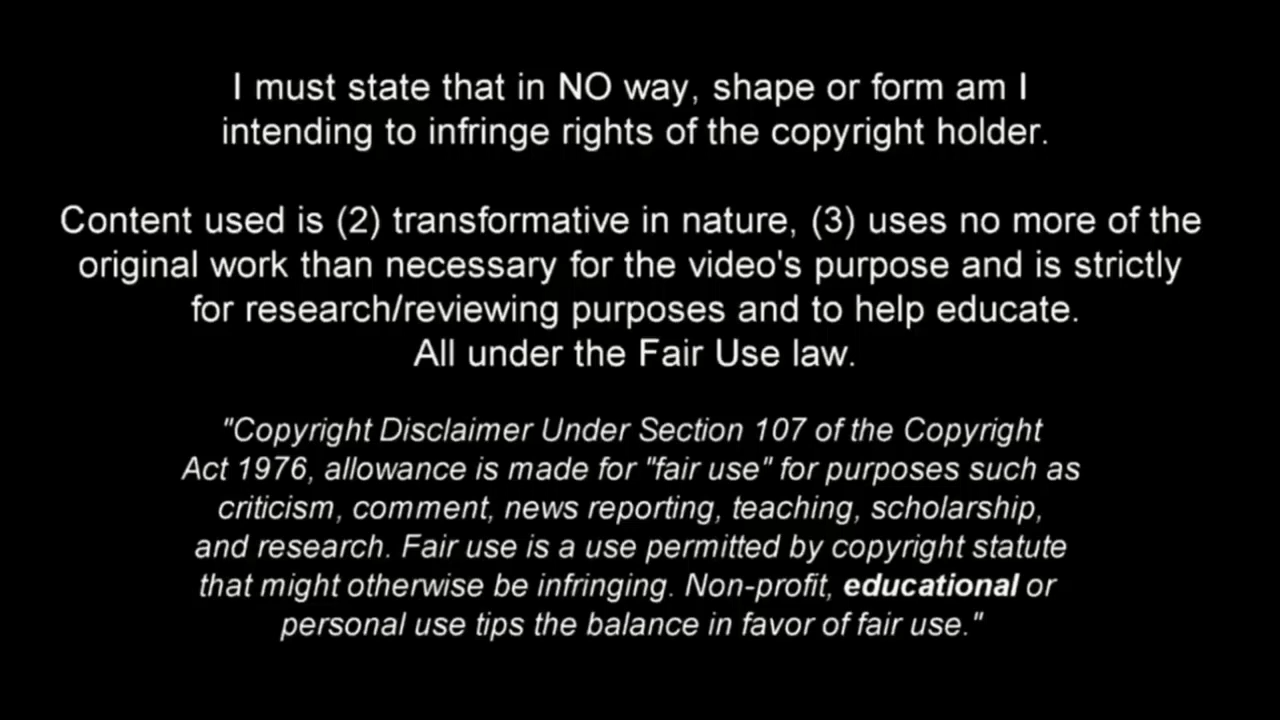 I must state that in NO way, shape or form am I
intending to infringe rights of the copyright holder.
Content used is (2) transformative in nature, (3) uses no more of the
original work than necessary for the video's purpose and is strictly
for research/reviewing purposes and to help educate.
All under the Fair Use law.
"Copyright Disclaimer Under Section 107 of the Copyright
Act 1976, allowance is made for "fair use" for purposes such as
criticism, comment, news reporting, teaching, scholarship,
and research. Fair use is a use permitted by copyright statute
that might otherwise be infringing. Non-profit, educational or
personal use tips the balance in favor of fair use."